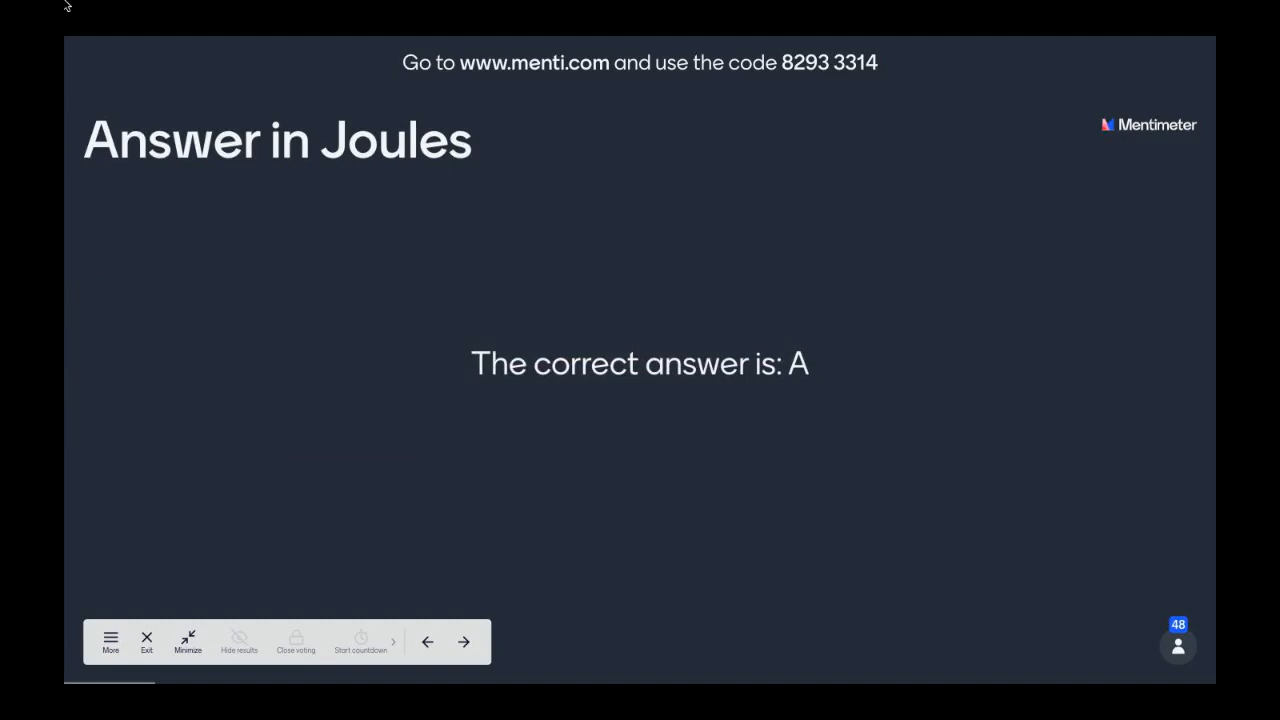 Go to www.menti.com and use the code 8293 3314
Answer in Joules
Mentimeter
The correct answer is: A
48
More
Exit
Minimize
Hide results
Close voting
Start countdown